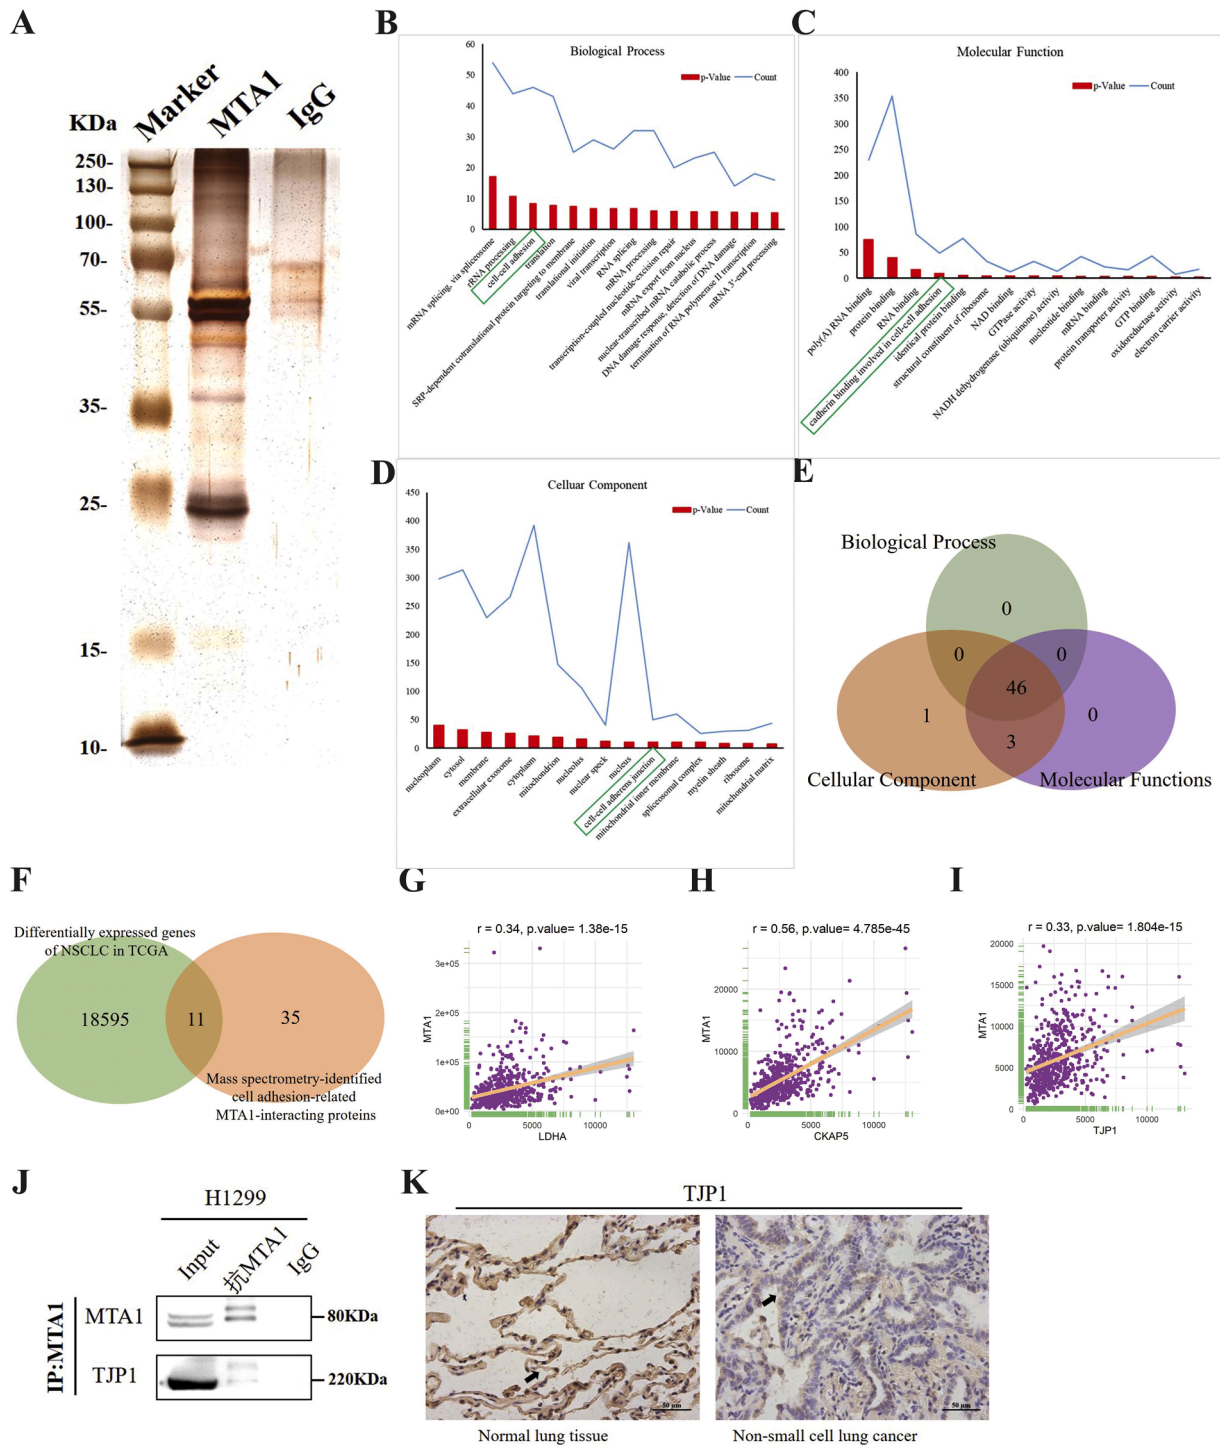 A
KDa
Marker
MTA1
IgG
250-
130-
100-
70-
55-
35-
25-
15-
10-
B
Biological Process
p-Value
Count
60
50
40
30
20
10
0
mRNA splicing, via spliceosome
rRNA processing
cell-cell adhesion
translation
SRP-dependent cotranslational protein targeting to membrane
translational initiation
viral transcription
RNA splicing
mRNA processing
transcription-coupled nucleotide-excision repair
mRNA export from nucleus
nuclear-transcribed mRNA catabolic process
DNA damage response, detection of DNA damage
termination of RNA polymerase II transcription
mRNA 3'-end processing
C
Molecular Function
p-Value
Count
400
350
300
250
200
150
100
50
0
poly(A) RNA binding
protein binding
RNA binding
cadherin binding involved in cell-cell adhesion
identical protein binding
structural constituent of ribosome
NAD binding
GTPase activity
NADH dehydrogenase (ubiquinone) activity
nucleotide binding
mRNA binding
protein transporter activity
GTP binding
oxidoreductase activity
electron carrier activity
D
Celluar Component
p-Value
Count
450
400
350
300
250
200
150
100
50
0
nucleoplasm
cytosol
membrane
extracellular exosome
cytoplasm
mitochondrion
nucleolus
nuclear speck
nucleus
cell-cell adherens junction
mitochondrial inner membrane
spliceosomal complex
myelin sheath
ribosome
mitochondrial matrix
E
Biological Process
0
0
0
46
1
0
3
Cellular Component
Molecular Functions
F
Differentially expressed genes
of NSCLC in TCGA
18595
11
35
Mass spectrometry-identified
cell adhesion-related
MTA1-interacting proteins
G
r = 0.34, p.value= 1.38e-15
MTA1
3e+05
2e+05
1e+05
0e+00
0
5000
10000
LDHA
H
r = 0.56, p.value= 4.785e-45
MTA1
20000
10000
0
0
5000
10000
CKAP5
I
r = 0.33, p.value= 1.804e-15
MTA1
20000
15000
10000
5000
0
0
5000
10000
TJP1
J
H1299
Input
抗MTA1
IgG
IP:MTA1
MTA1
80KDa
TJP1
220KDa
K
TJP1
50 μm
50 μm
Normal lung tissue
Non-small cell lung cancer